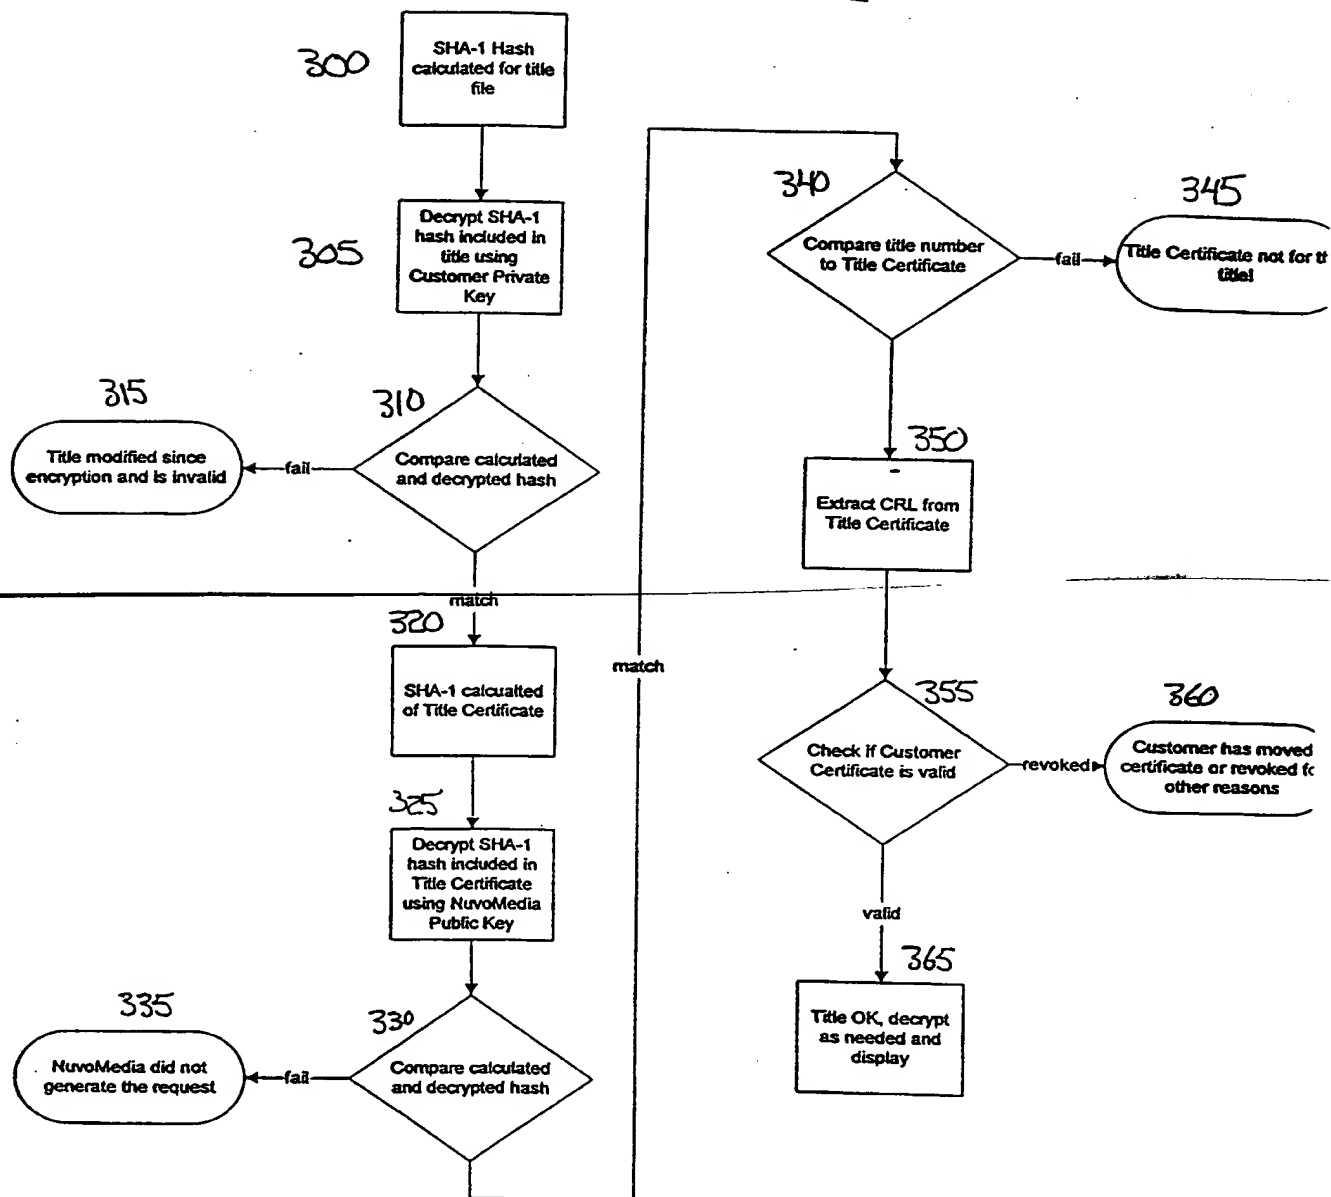 300
SHA-1 Hash
calculated for title
file
305
Decrypt SHA-1
hash included in
title using
Customer Private
Key
315
310
Title modified since
encryption and is invalid
fail
Compare calculated
and decrypted hash
match
320
SHA-1 calcualted
of Title Certificate
325
Decrypt SHA-1
hash included in
Title Certificate
using NuvoMedia
Public Key
335
330
NuvoMedia did not
generate the request
fail
Compare calculated
and decrypted hash
match
340
345
Compare title number
to Title Certificate
fail
Title Certificate not for
title!
350
Extract CRL from
Title Certificate
355
360
Check if Customer
Certificate is valid
revoked
Customer has moved
certificate or revoked
other reasons
valid
365
Title OK, decrypt
as needed and
display